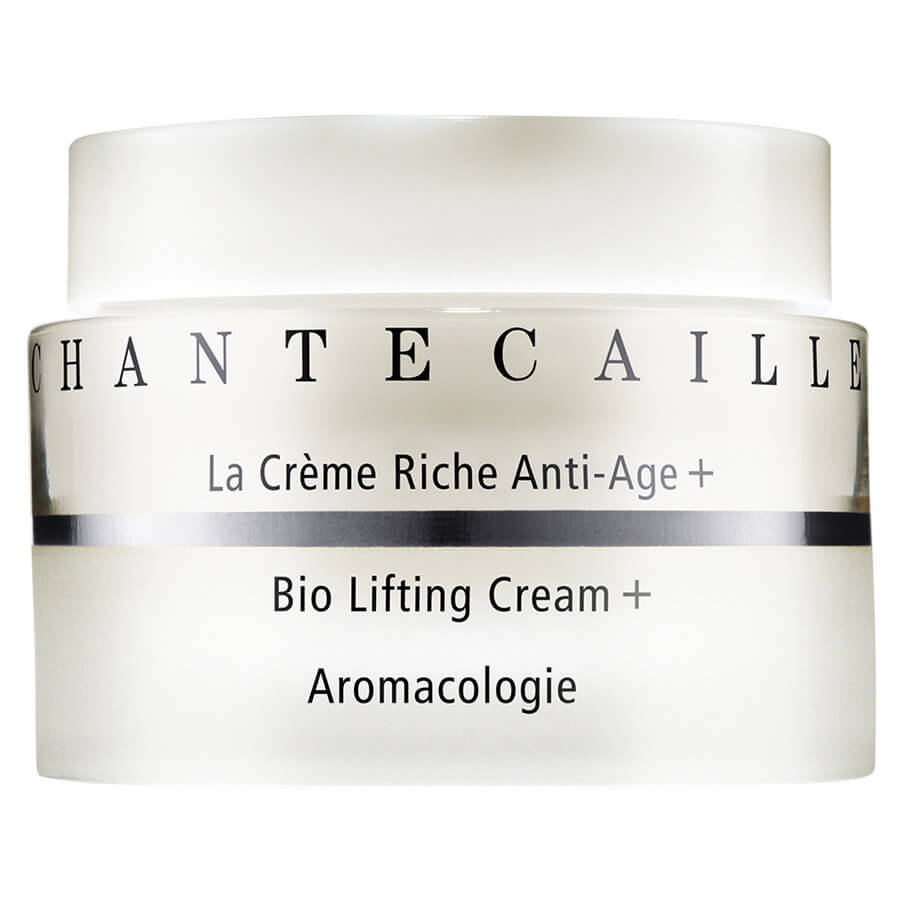 CHANTECAILLE
La Crème Riche Anti-Age +
Bio Lifting Cream +
Aromacologie